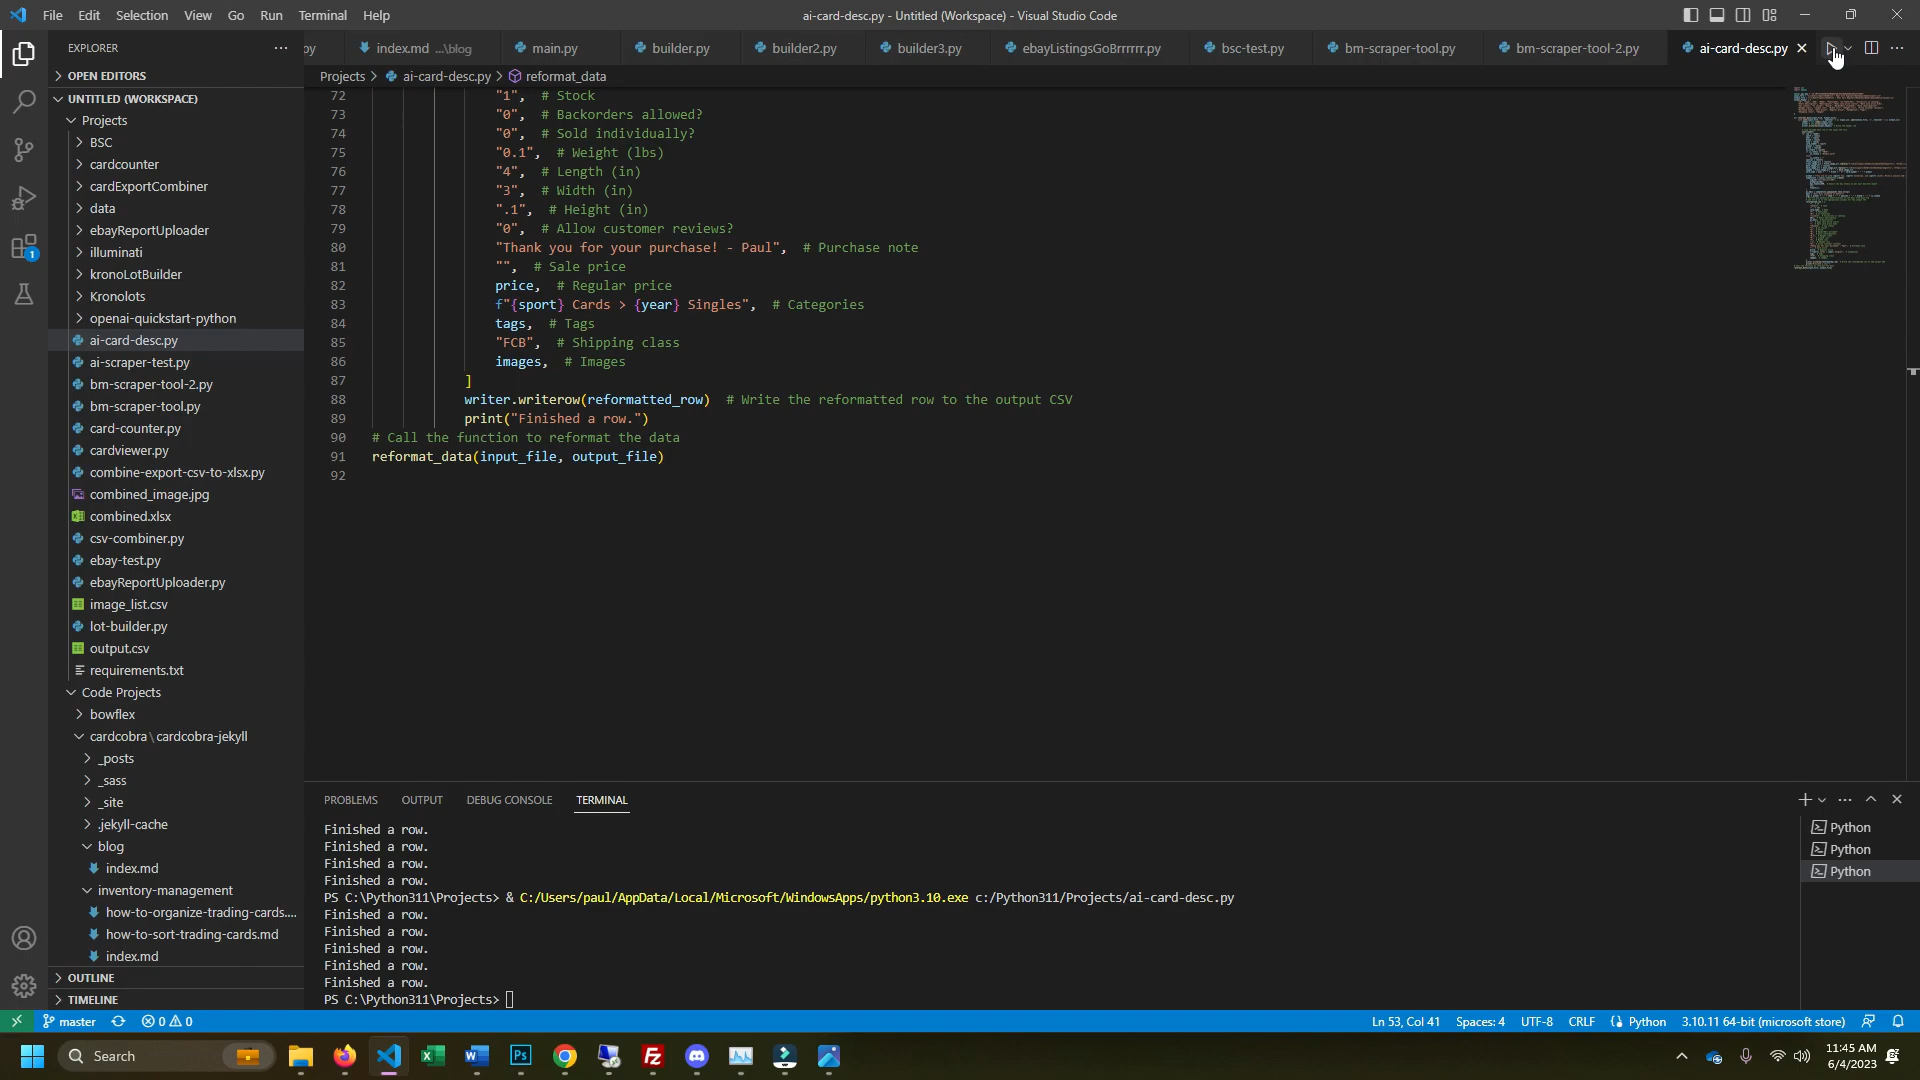 File Edit Selection View Go Run Terminal Help
ai-card-desc.py - Untitled (Workspace) - Visual Studio Code
EXPLORER
py index.md ...\blog main.py builder.py builder2.py builder3.py ebayListingsGoBrrrrrr.py bsc-test.py bm-scraper-tool.py bm-scraper-tool-2.py ai-card-desc.py
Projects > ai-card-desc.py > reformat_data
OPEN EDITORS
UNTITLED (WORKSPACE)
Projects
BSC
cardcounter
cardExportCombiner
data
ebayReportUploader
illuminati
kronoLotBuilder
Kronolots
openai-quickstart-python
ai-card-desc.py
ai-scraper-test.py
bm-scraper-tool-2.py
bm-scraper-tool.py
card-counter.py
cardviewer.py
combine-export-csv-to-xlsx.py
combined_image.jpg
combined.xlsx
csv-combiner.py
ebay-test.py
ebayReportUploader.py
image_list.csv
lot-builder.py
output.csv
requirements.txt
Code Projects
bowflex
cardcobra\cardcobra-jekyll
_posts
_sass
_site
.jekyll-cache
blog
index.md
inventory-management
how-to-organize-trading-cards....
how-to-sort-trading-cards.md
index.md
OUTLINE
TIMELINE
72 "1", # Stock
73 "0", # Backorders allowed?
74 "0", # Sold individually?
75 "0.1", # Weight (lbs)
76 "4", # Length (in)
77 "3", # Width (in)
78 ".1", # Height (in)
79 "0", # Allow customer reviews?
80 "Thank you for your purchase! - Paul", # Purchase note
81 "", # Sale price
82 price, # Regular price
83 f"{sport} Cards > {year} Singles", # Categories
84 tags, # Tags
85 "FCB", # Shipping class
86 images, # Images
87 ]
88 writer.writerow(reformatted_row) # Write the reformatted row to the output CSV
89 print("Finished a row.")
90 # Call the function to reformat the data
91 reformat_data(input_file, output_file)
92
PROBLEMS OUTPUT DEBUG CONSOLE TERMINAL
Finished a row.
Finished a row.
Finished a row.
Finished a row.
PS C:\Python311\Projects> & C:/Users/paul/AppData/Local/Microsoft/WindowsApps/python3.10.exe c:/Python311/Projects/ai-card-desc.py
Finished a row.
Finished a row.
Finished a row.
Finished a row.
Finished a row.
PS C:\Python311\Projects>
Python
Python
Python
1
master 0 0
Ln 53, Col 41 Spaces: 4 UTF-8 CRLF Python 3.10.11 64-bit (microsoft store)
Search
11:45 AM
6/4/2023